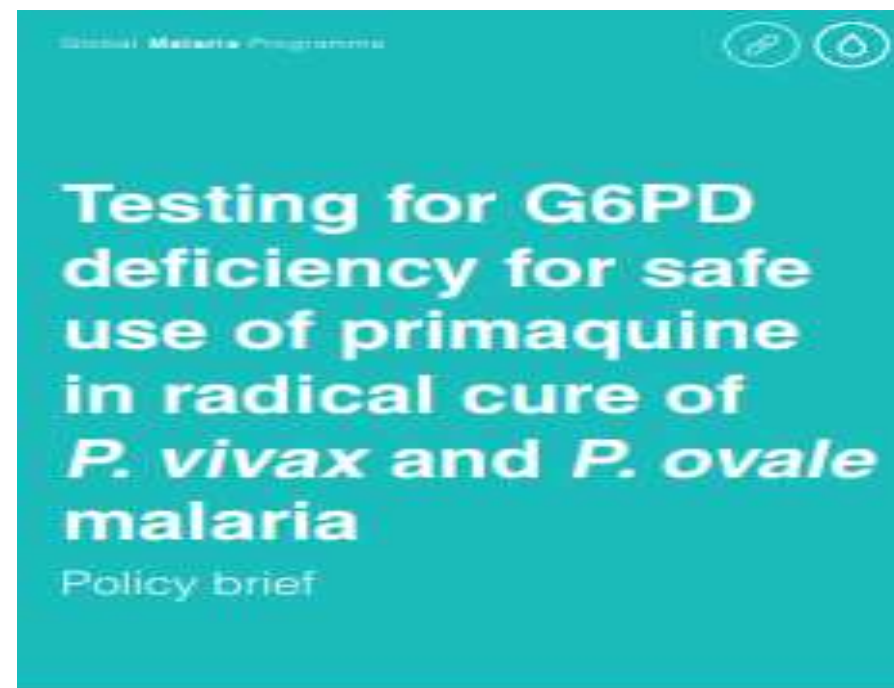 Global Malaria Programme
Testing for G6PD
deficiency for safe
use of primaquine
in radical cure of
P. vivax and P. ovale
malaria
Policy brief